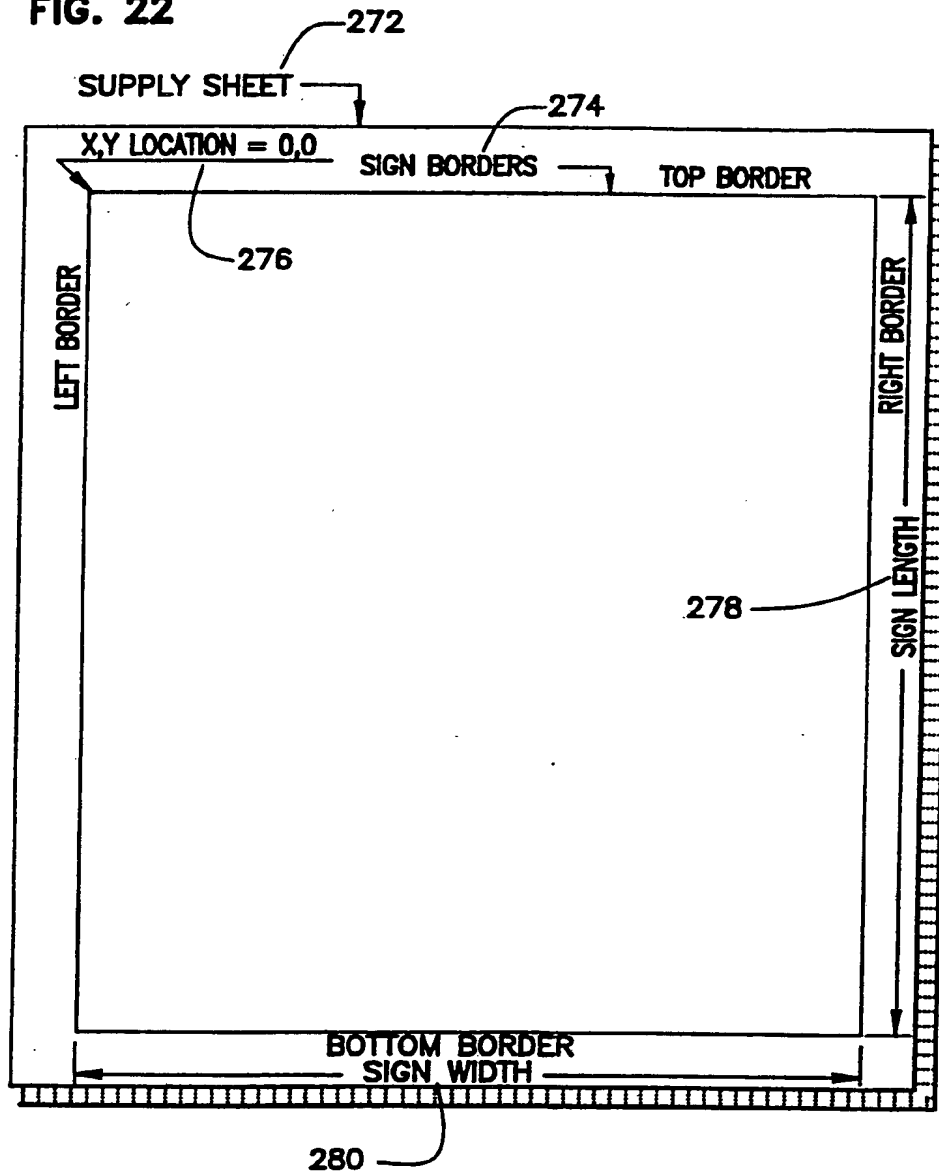 FIG. 22
272
SUPPLY SHEET
274
X,Y LOCATION = 0,0
SIGN BORDERS
TOP BORDER
276
LEFT BORDER
RIGHT BORDER
SIGN LENGTH
278
BOTTOM BORDER
SIGN WIDTH
280